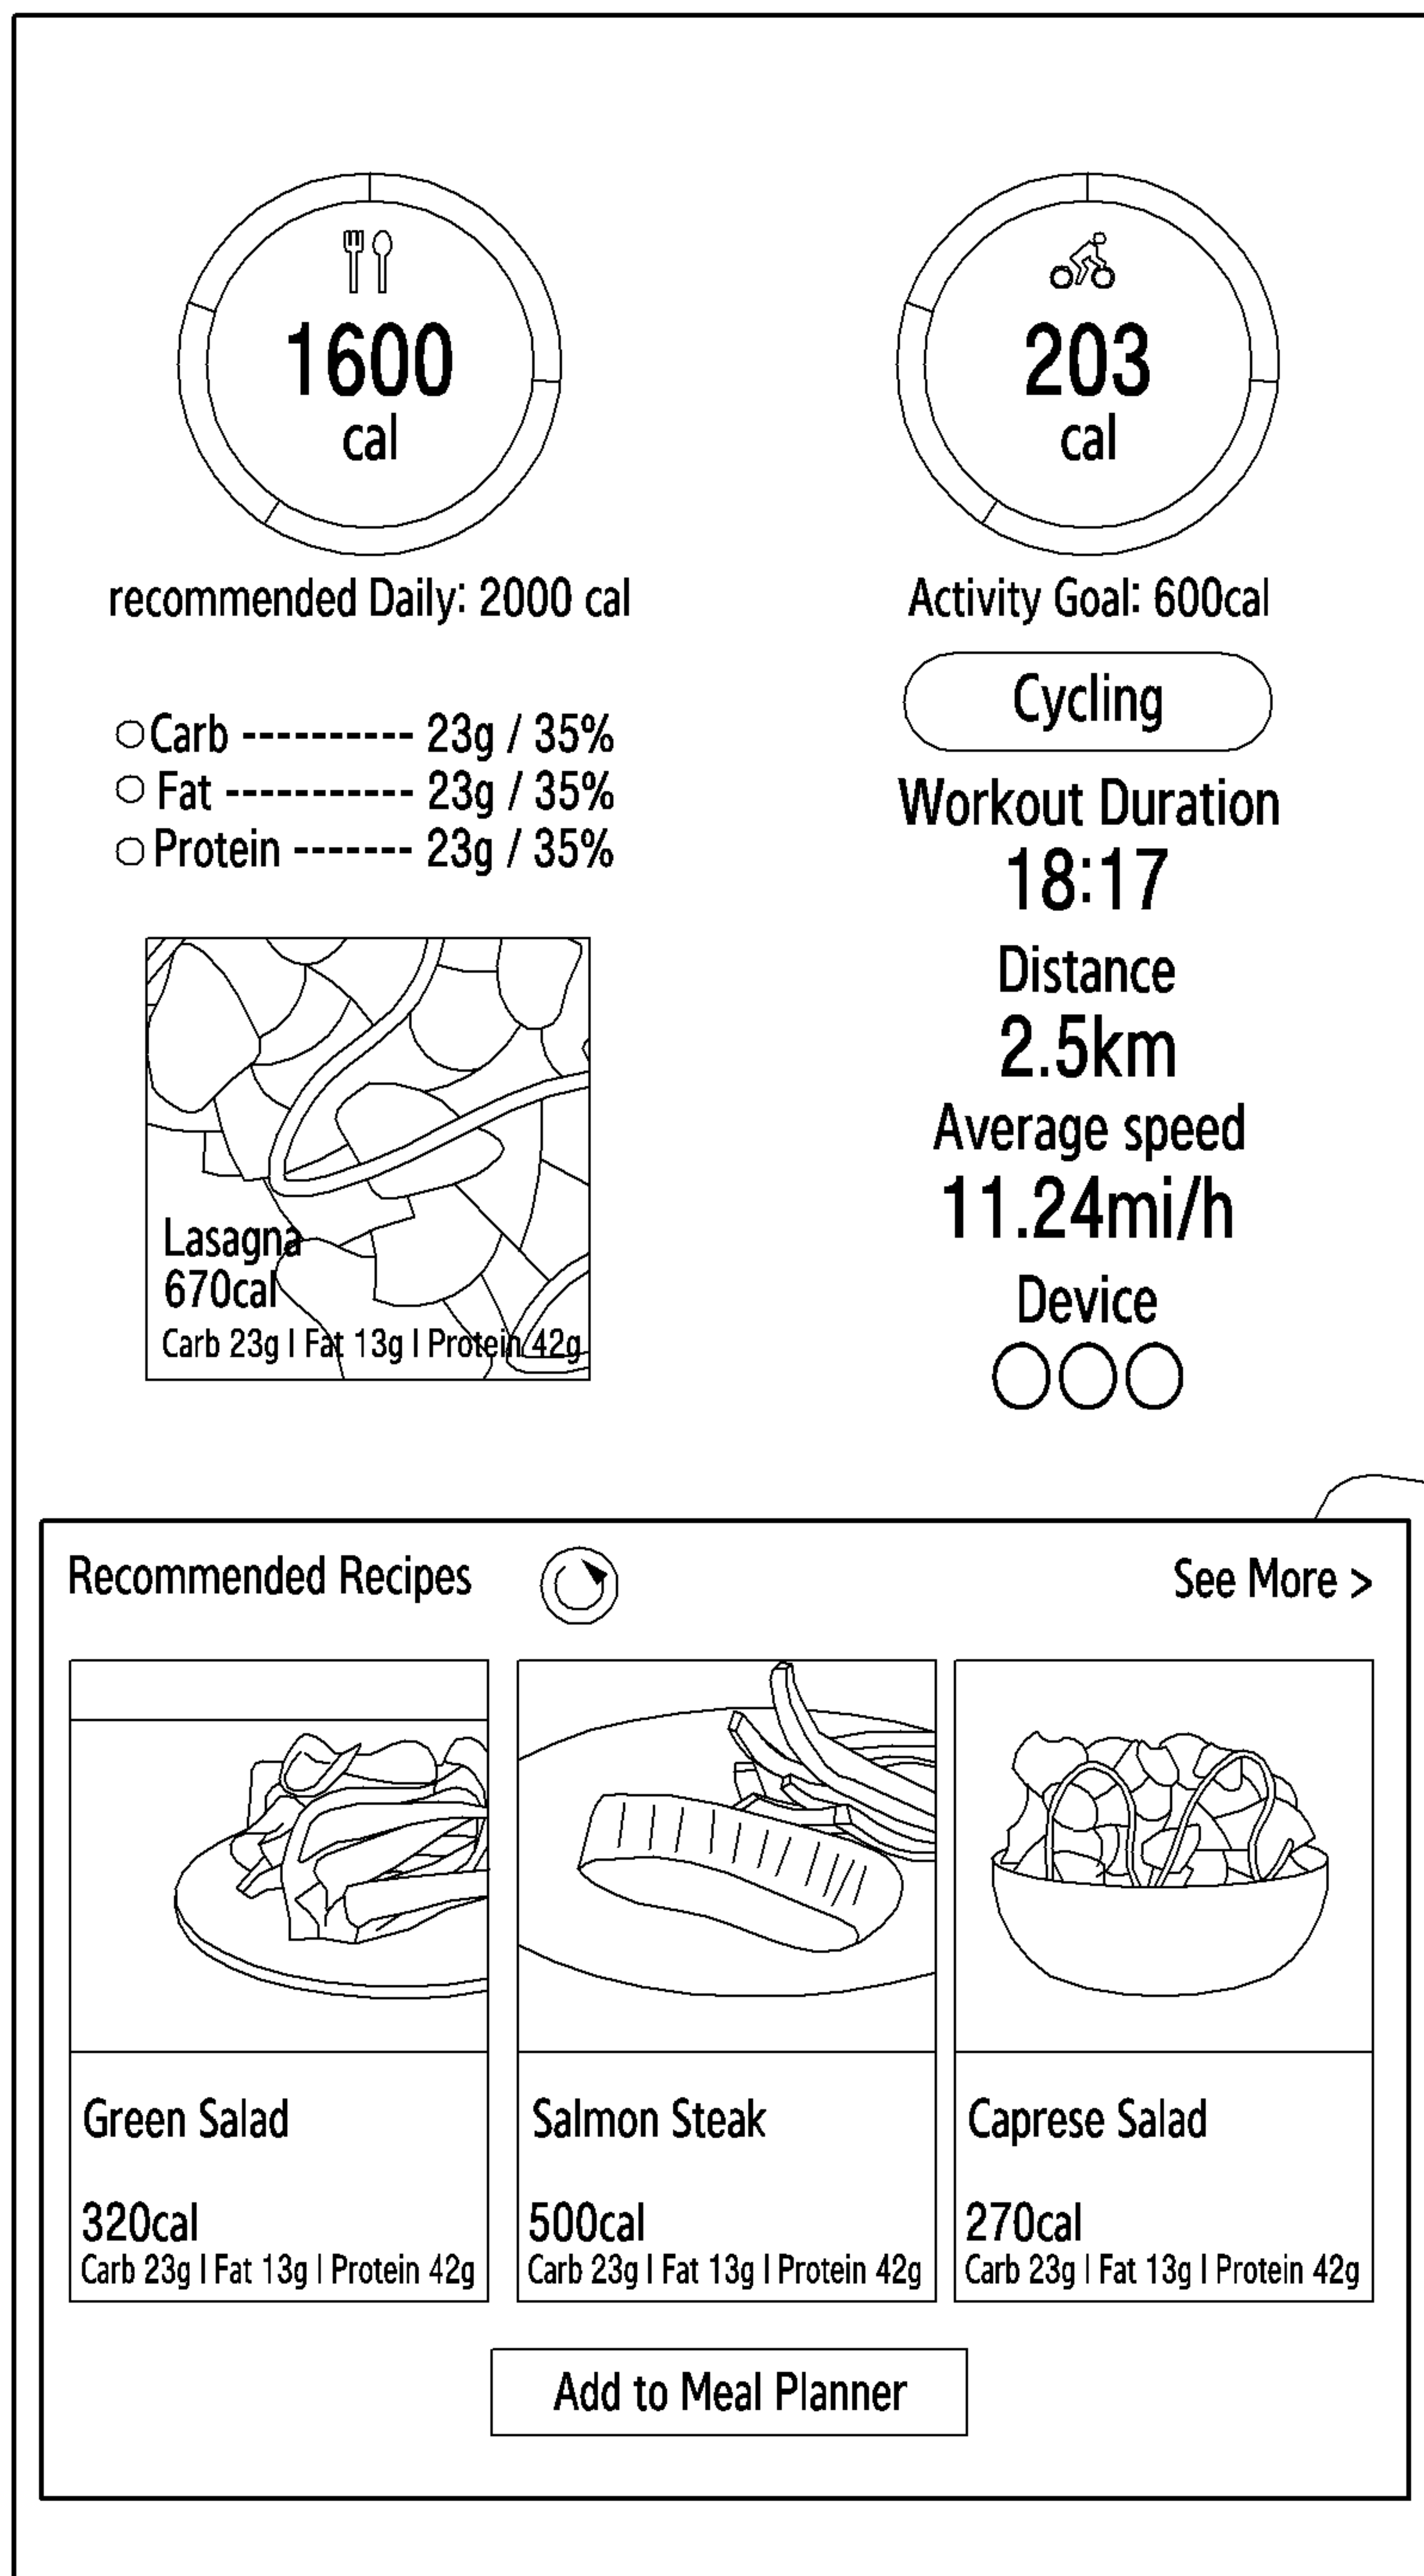 1600
cal
recommended Daily: 2000 cal
Carb ---------- 23g / 35%
Fat ----------- 23g / 35%
Protein ------- 23g / 35%
Lasagna
670cal
Carb 23g I Fat 13g I Protein 42g
203
cal
Activity Goal: 600cal
Cycling
Workout Duration
18:17
Distance
2.5km
Average speed
11.24mi/h
Device
○○○
Recommended Recipes
See More >
Green Salad
320cal
Carb 23g I Fat 13g I Protein 42g
Salmon Steak
500cal
Carb 23g I Fat 13g I Protein 42g
Caprese Salad
270cal
Carb 23g I Fat 13g I Protein 42g
Add to Meal Planner